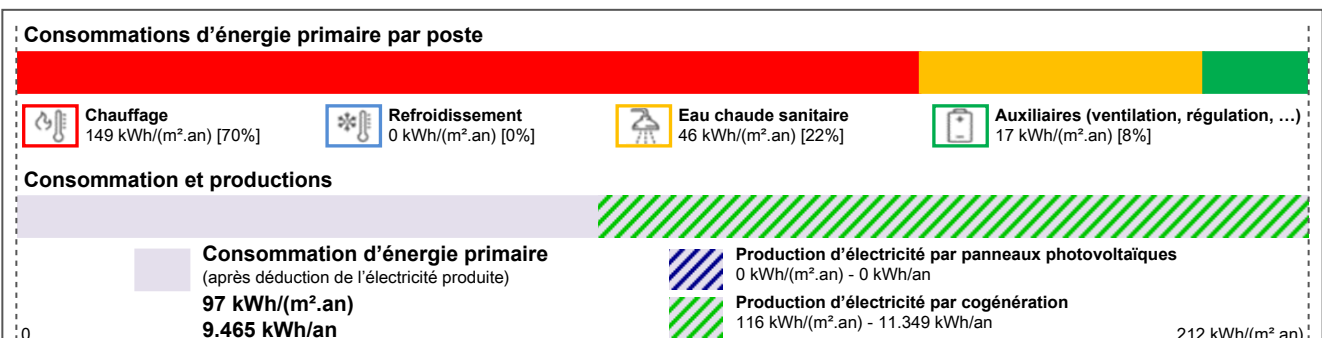 Consommations d’énergie primaire par poste
Chauffage
149 kWh/(m².an) [70%]
Refroidissement
0 kWh/(m².an) [0%]
Eau chaude sanitaire
46 kWh/(m².an) [22%]
Auxiliaires (ventilation, régulation, …)
17 kWh/(m².an) [8%]
Consommation et productions
Consommation d’énergie primaire
(après déduction de l’électricité produite)
97 kWh/(m².an)
9.465 kWh/an
Production d’électricité par panneaux photovoltaïques
0 kWh/(m².an) - 0 kWh/an
Production d’électricité par cogénération
116 kWh/(m².an) - 11.349 kWh/an
0
212 kWh/(m².an)